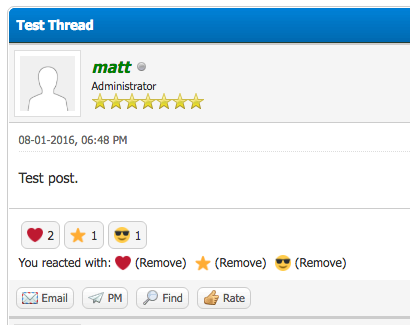 Test Thread
matt
Administrator
08-01-2016, 06:48 PM
Test post.
2 1 1
You reacted with: (Remove) (Remove) (Remove)
Email PM Find Rate